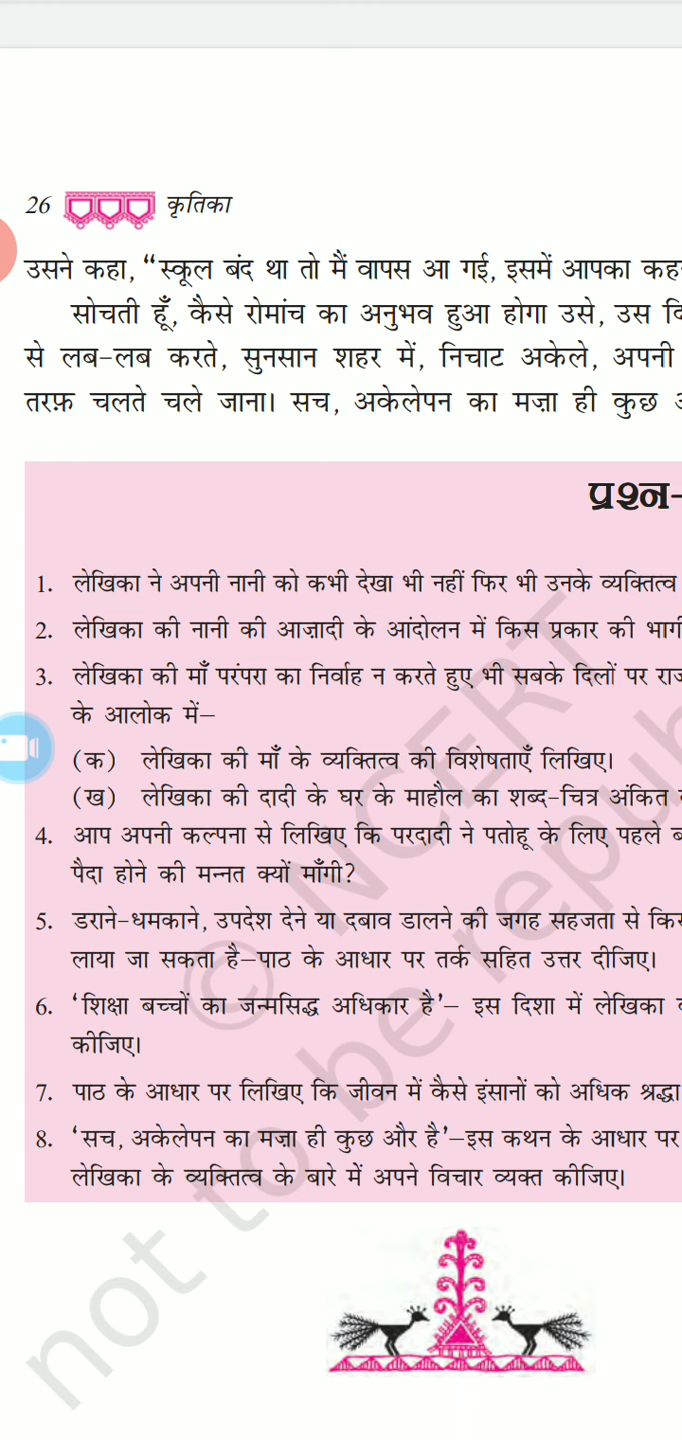 26 कृतिका
उसने कहा, “स्कूल बंद था तो मैं वापस आ गई, इसमें आपका
सोचती हूँ, कैसे रोमांच का अनुभव हुआ होगा उसे, उस
से लब-लब करते, सुनसान शहर में, निचाट अकेले, अपनी
तरफ़ चलते चले जाना। सच, अकेलेपन का मज़ा ही कुछ
प्रश्न-
1. लेखिका ने अपनी नानी को कभी देखा भी नहीं फिर भी उनके व्यक्तित्व
2. लेखिका की नानी की आज़ादी के आंदोलन में किस प्रकार की
3. लेखिका की माँ परंपरा का निर्वाह न करते हुए भी सबके दिलों पर
के आलोक में–
(क) लेखिका की माँ के व्यक्तित्व की विशेषताएँ लिखिए।
(ख) लेखिका की दादी के घर के माहौल का शब्द-चित्र अंकित
4. आप अपनी कल्पना से लिखिए कि परदादी ने पतोहू के लिए पहले
पैदा होने की मन्नत क्यों माँगी?
5. डराने-धमकाने, उपदेश देने या दबाव डालने की जगह सहजता से
लाया जा सकता है–पाठ के आधार पर तर्क सहित उत्तर दीजिए।
6. ‘शिक्षा बच्चों का जन्मसिद्ध अधिकार है’– इस दिशा में लेखिका
कीजिए।
7. पाठ के आधार पर लिखिए कि जीवन में कैसे इंसानों को अधिक श्रद्धा
8. ‘सच, अकेलेपन का मज़ा ही कुछ और है’–इस कथन के आधार पर
लेखिका के व्यक्तित्व के बारे में अपने विचार व्यक्त कीजिए।
© NCERT
not to be